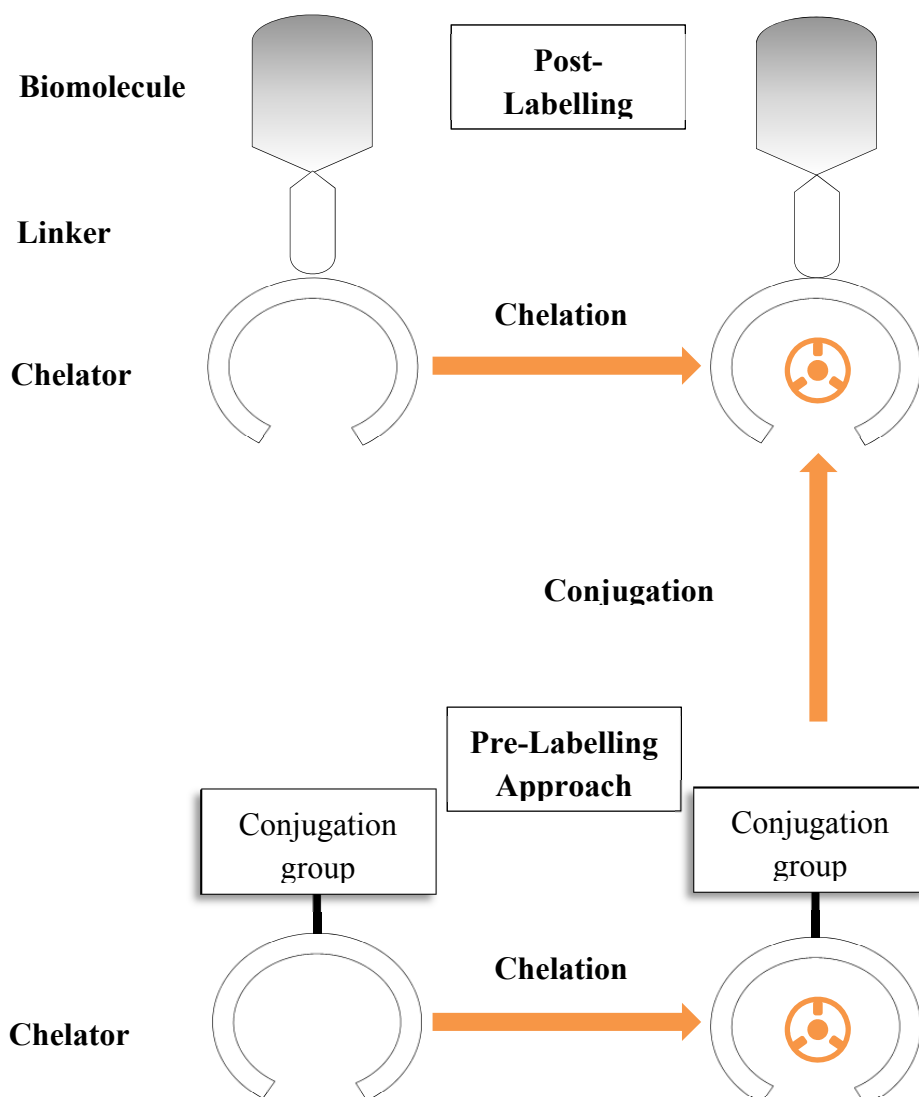 Post-
Labelling
Biomolecule
Linker
Chelation
Chelator
Conjugation
Pre-Labelling
Approach
Conjugation
group
Conjugation
group
Chelation
Chelator